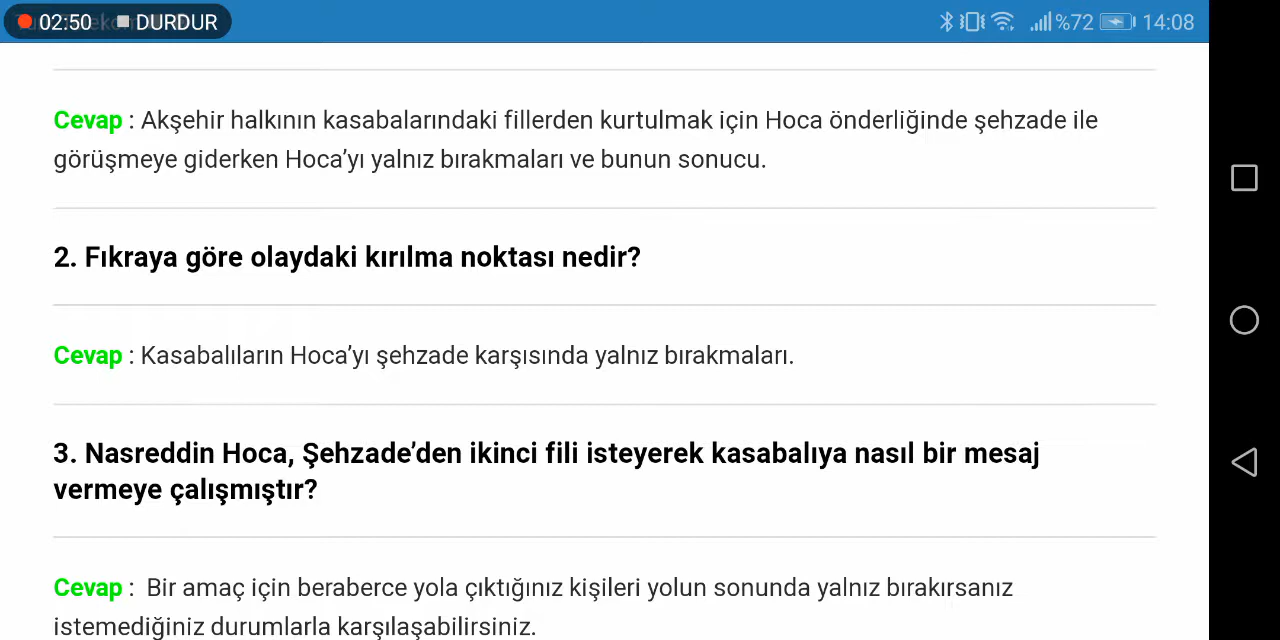 02:50 DURDUR %72 14:08
Cevap : Akşehir halkının kasabalarındaki fillerden kurtulmak için Hoca önderliğinde şehzade ile
görüşmeye giderken Hoca’yı yalnız bırakmaları ve bunun sonucu.
2. Fıkraya göre olaydaki kırılma noktası nedir?
Cevap : Kasabalıların Hoca’yı şehzade karşısında yalnız bırakmaları.
3. Nasreddin Hoca, Şehzade’den ikinci fili isteyerek kasabalıya nasıl bir mesaj
vermeye çalışmıştır?
Cevap : Bir amaç için beraberce yola çıktığınız kişileri yolun sonunda yalnız bırakırsanız
istemediğiniz durumlarla karşılaşabilirsiniz.